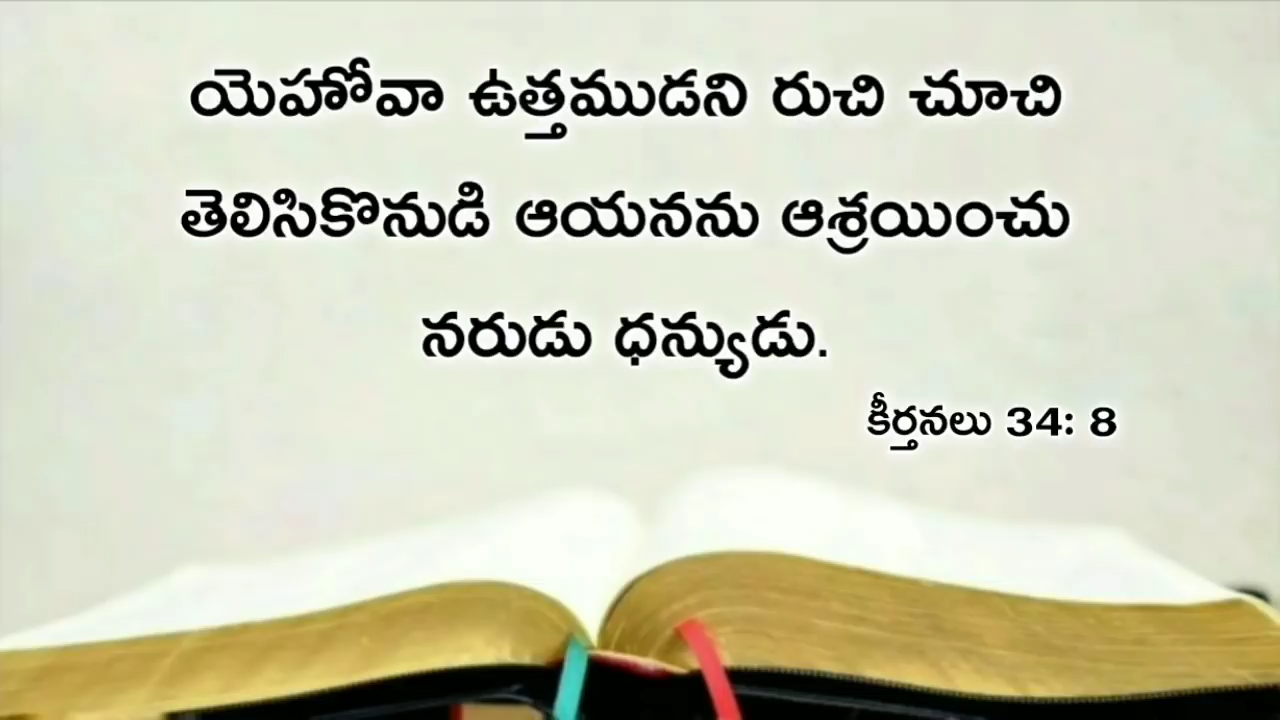 యెహోవా ఉత్తముడని రుచి చూచి
తెలిసికొనుడి ఆయనను ఆశ్రయించు
నరుడు ధన్యుడు.
కీర్తనలు 34: 8